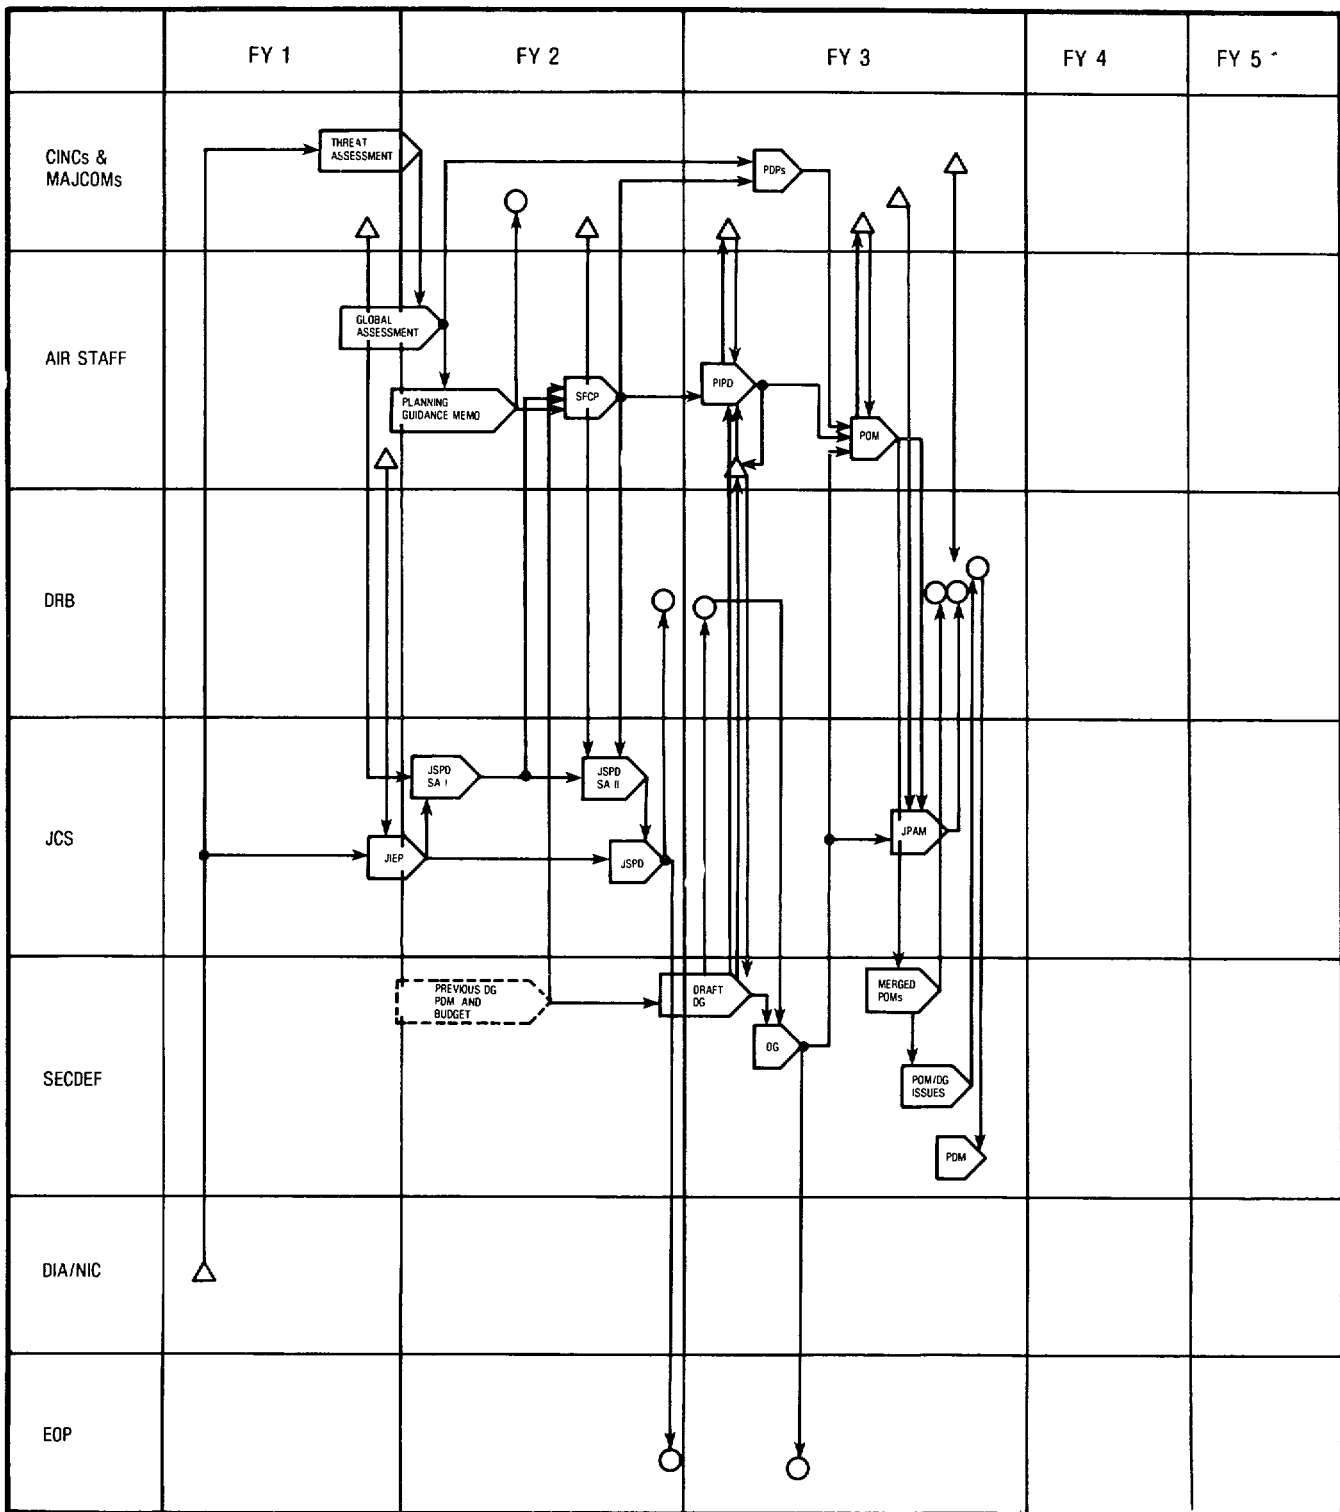 FY 1
FY 2
FY 3
FY 4
FY 5
CINCs &
MAJCOMs
THREAT
ASSESSMENT
PDPs
AIR STAFF
GLOBAL
ASSESSMENT
PLANNING
GUIDANCE MEMO
SFCP
PIPD
POM
DRB
JCS
JSPD
SA I
JSPD
SA II
JIEP
JSPD
JPAM
SECDEF
PREVIOUS DG
PDM AND
BUDGET
DRAFT
DG
DG
MERGED
POMs
POM/DG
ISSUES
PDM
DIA/NIC
EOP